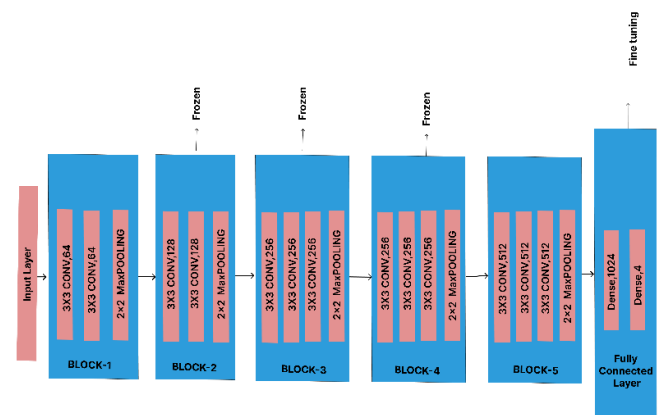 Input Layer
3X3 CONV,64
3X3 CONV,64
2×2 MaxPOOLING
BLOCK-1
Frozen
3X3 CONV,128
3X3 CONV,128
2×2 MaxPOOLING
BLOCK-2
Frozen
3X3 CONV,256
3X3 CONV,256
3X3 CONV,256
2×2 MaxPOOLING
BLOCK-3
Frozen
3X3 CONV,256
3X3 CONV,256
3X3 CONV,256
2×2 MaxPOOLING
BLOCK-4
3X3 CONV,512
3X3 CONV,512
3X3 CONV,512
2×2 MaxPOOLING
BLOCK-5
Fine tuning
Dense,1024
Dense,4
Fully
Connected
Layer